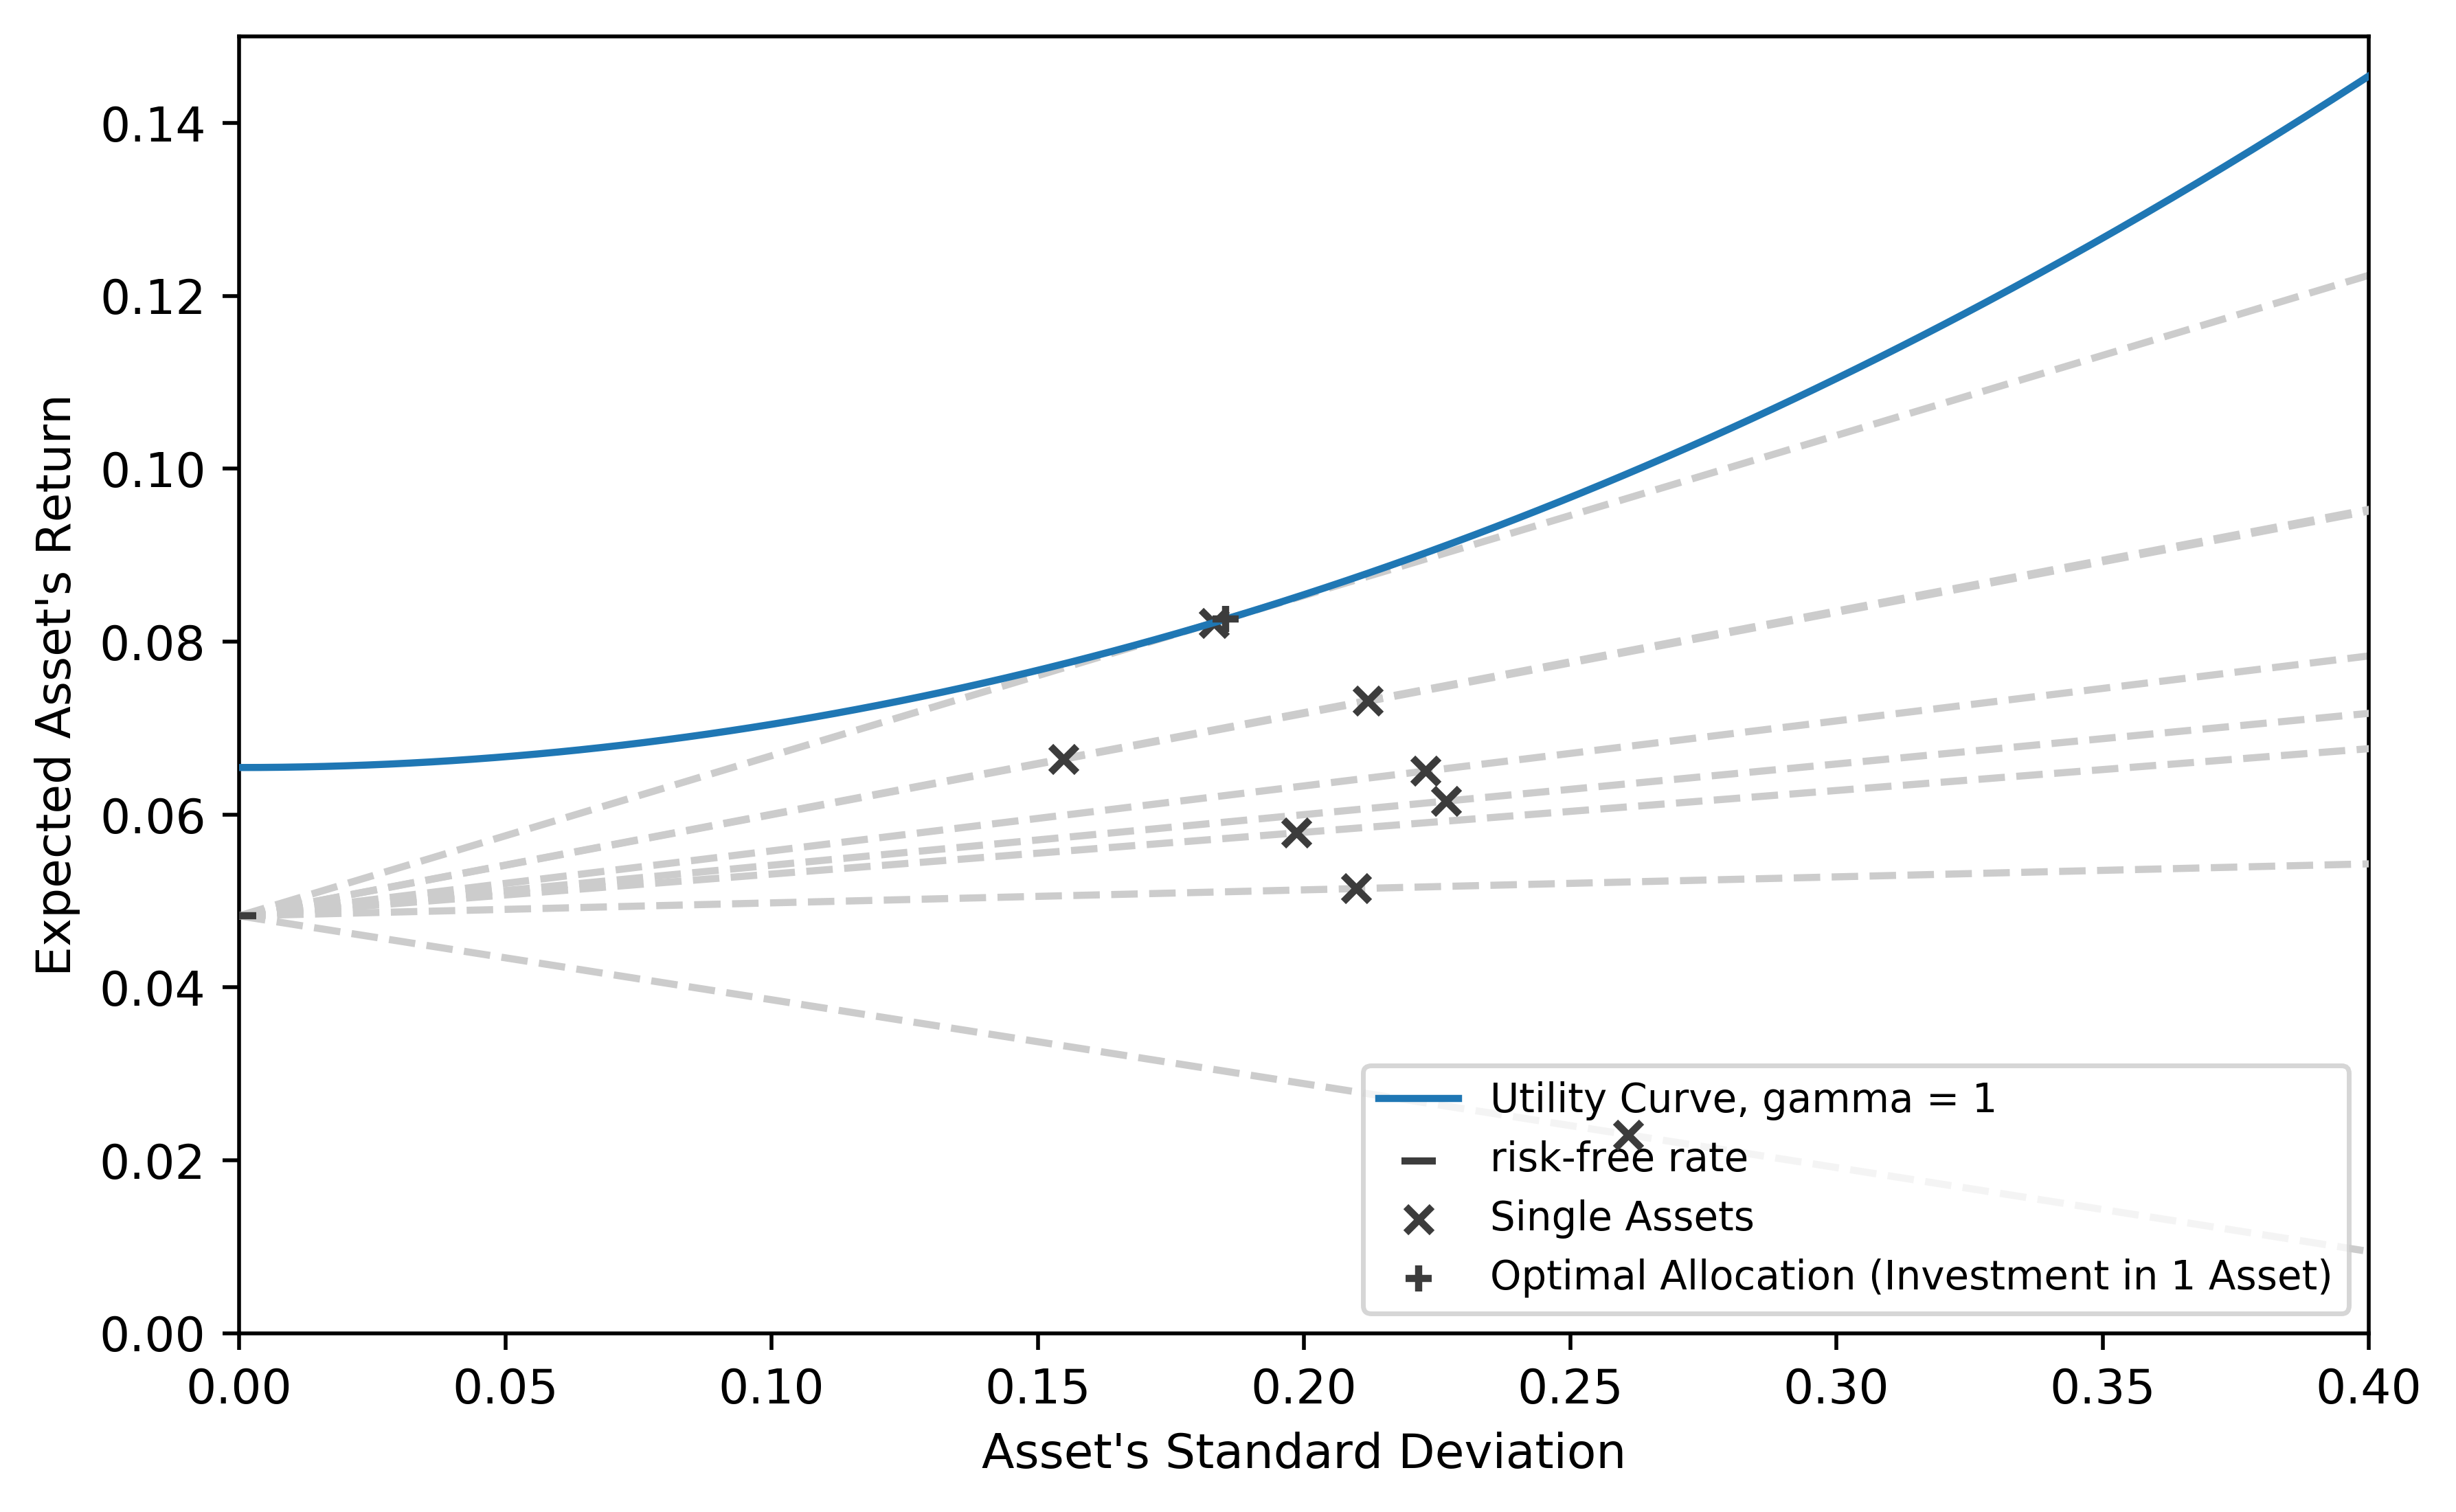 0.14
0.12
0.10
0.08
0.06
0.04
0.02
0.00
Expected Asset's Return
Utility Curve, gamma = 1
risk-free rate
Single Assets
Optimal Allocation (Investment in 1 Asset)
0.00 0.05 0.10 0.15 0.20 0.25 0.30 0.35 0.40
Asset's Standard Deviation